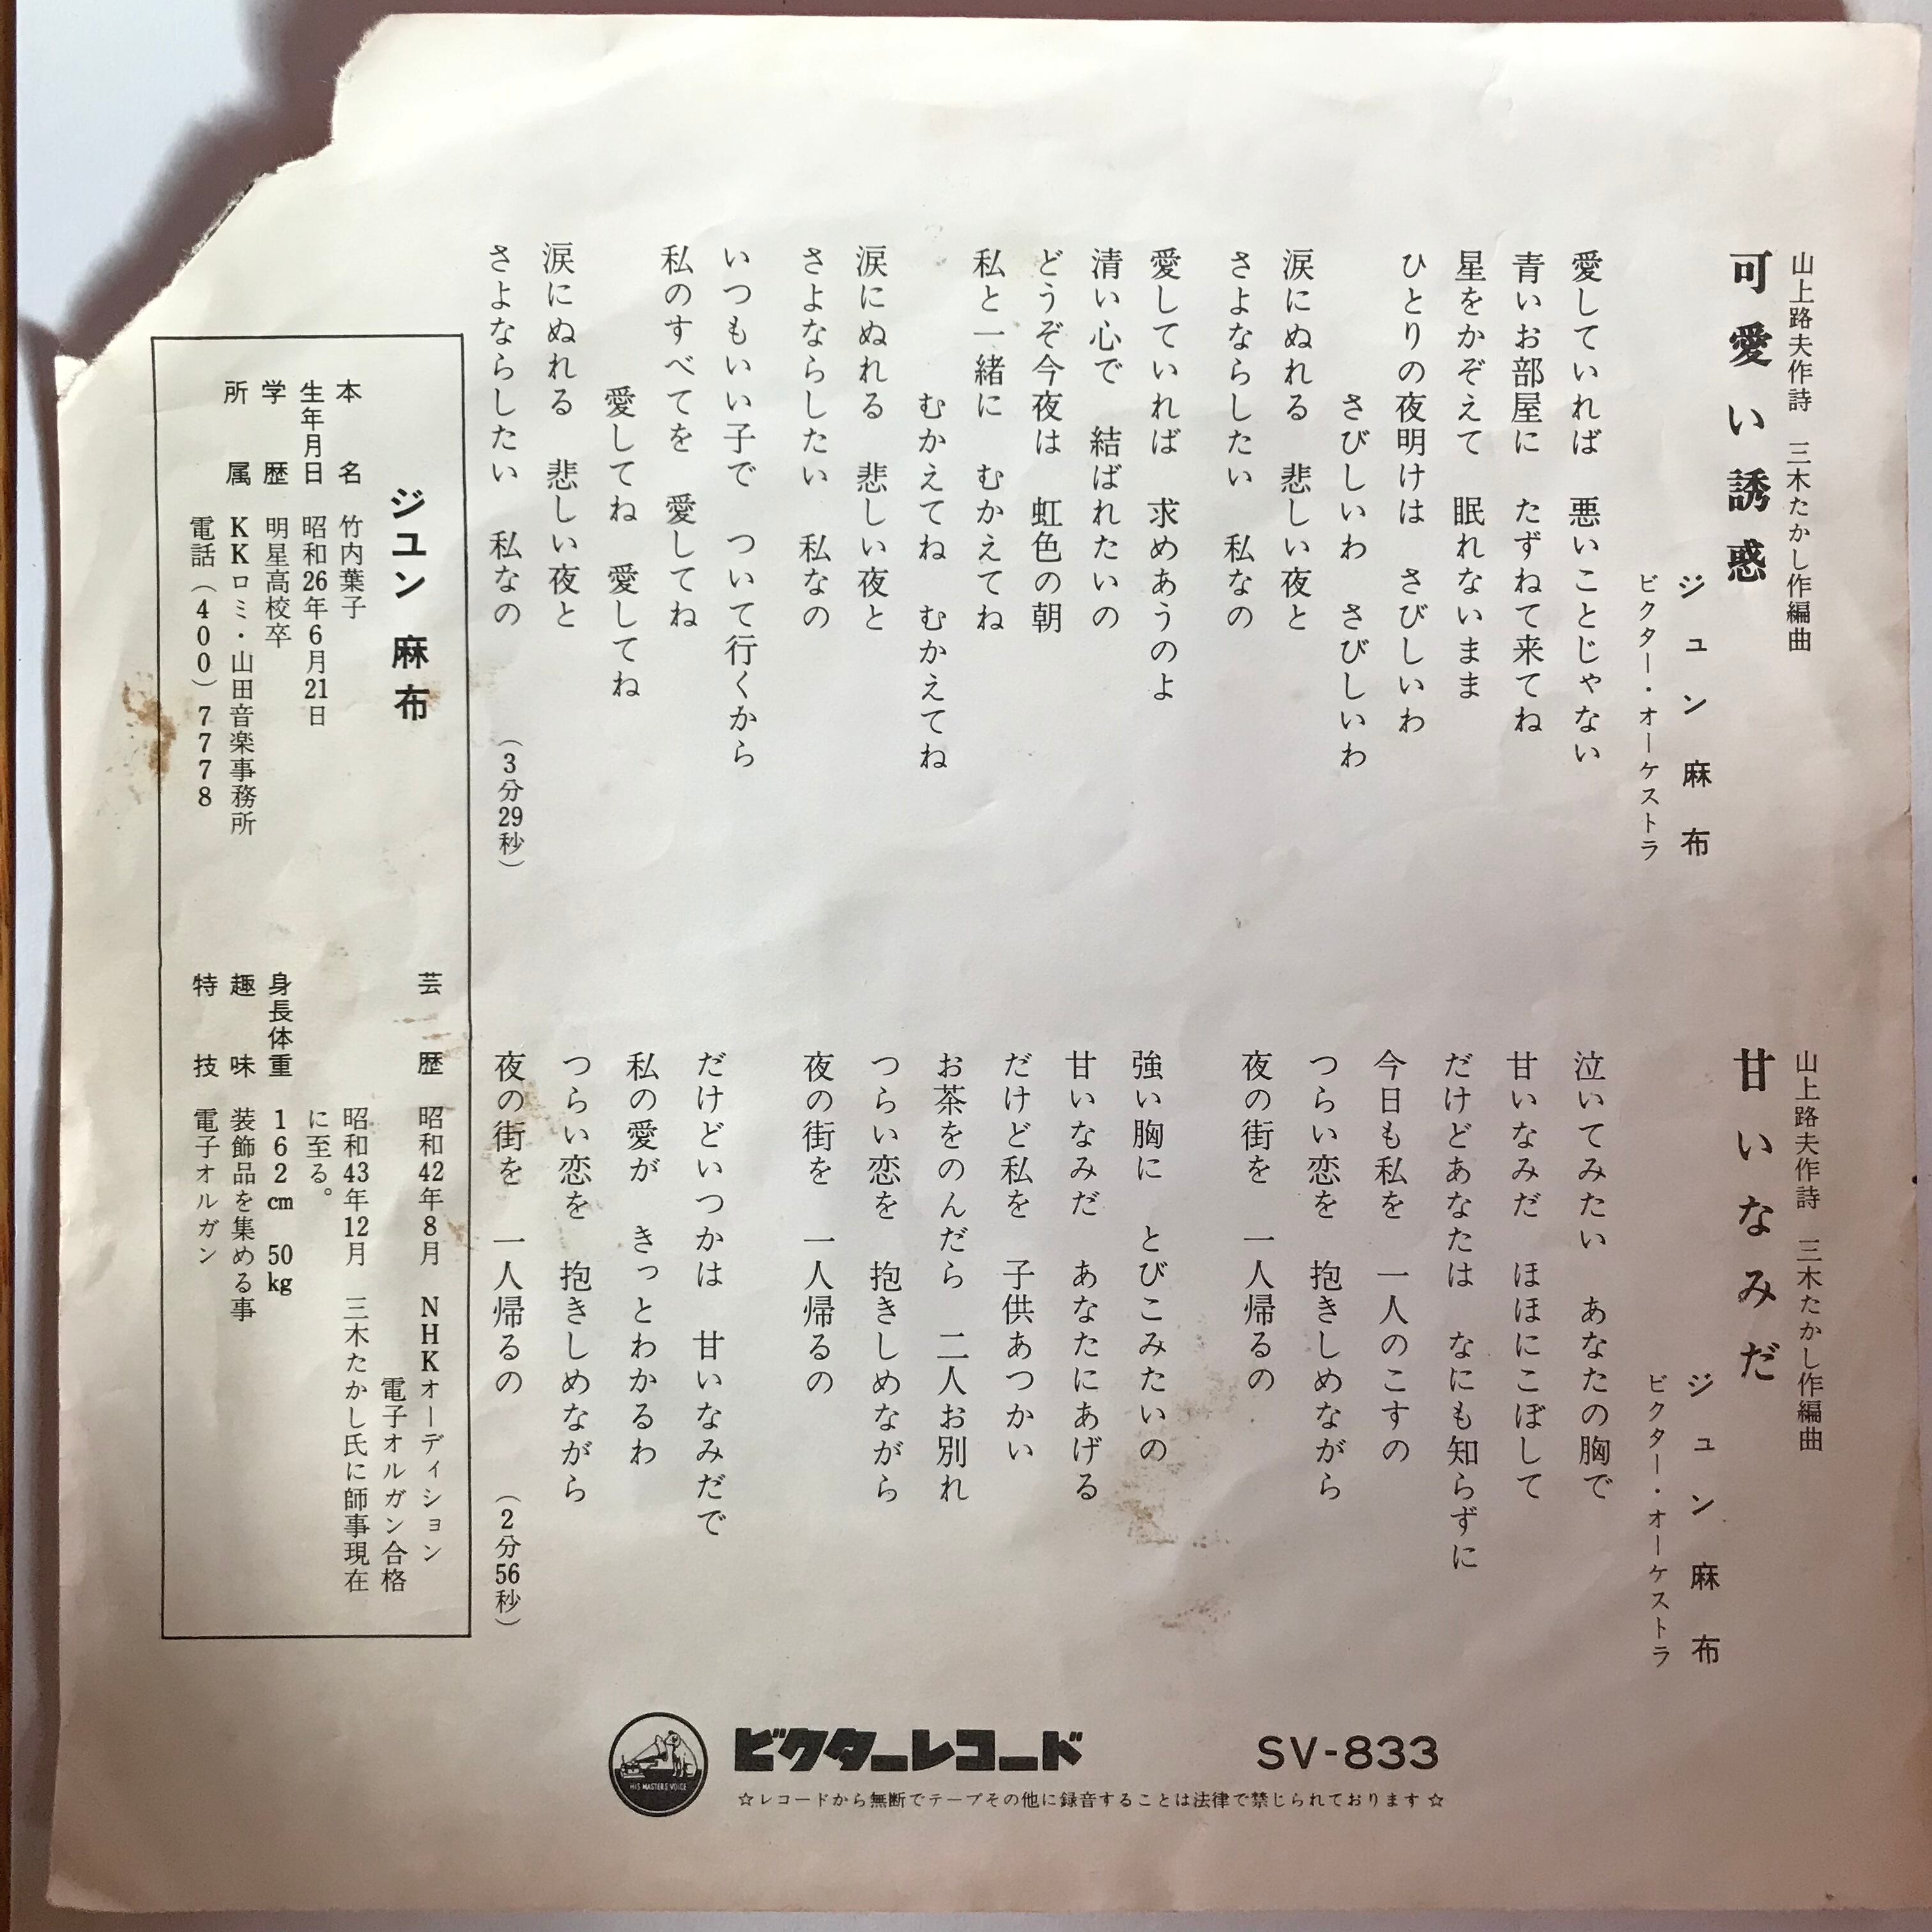 山上路夫作詩　三木たかし作編曲
可愛い誘惑
ジュン麻布
ビクター・オーケストラ
愛していれば　悪いことじゃない
青いお部屋に　たずねて来てね
星をかぞえて　眠れないまま
ひとりの夜明けは　さびしいわ
さびしいわ　さびしいわ
涙にぬれる　悲しい夜と
さよならしたい　私なの
愛していれば　求めあうのよ
清い心で　結ばれたいの
どうぞ今夜は　虹色の朝
私と一緒に　むかえてね
むかえてね　むかえてね
涙にぬれる　悲しい夜と
さよならしたい　私なの
いつもいい子で　ついて行くから
私のすべてを　愛してね
愛してね　愛してね
涙にぬれる　悲しい夜と
さよならしたい　私なの
（3分29秒）
山上路夫作詩　三木たかし作編曲
甘いなみだ
ジュン麻布
ビクター・オーケストラ
泣いてみたい　あなたの胸で
甘いなみだ　ほほにこぼして
だけどあなたは　なにも知らずに
今日も私を　一人のこすの
つらい恋を　抱きしめながら
夜の街を　一人帰るの
強い胸に　とびこみたいの
甘いなみだ　あなたにあげる
だけど私を　子供あつかい
お茶をのんだら　二人お別れ
つらい恋を　抱きしめながら
夜の街を　一人帰るの
だけどいつかは　甘いなみだで
私の愛が　きっとわかるわ
つらい恋を　抱きしめながら
夜の街を　一人帰るの
（2分56秒）
ジュン麻布
本名　竹内葉子
生年月日　昭和26年6月21日
学歴　明星高校卒
所属　KKロミ・山田音楽事務所
電話（400）7778
芸歴　昭和42年8月　NHKオーディション
電子オルガン合格
昭和43年12月　三木たかし氏に師事現在
に至る。
身長体重　162cm　50kg
趣味　装飾品を集める事
特技　電子オルガン
HIS MASTER'S VOICE
ビクターレコード
SV-833
☆レコードから無断でテープその他に録音することは法律で禁じられております☆